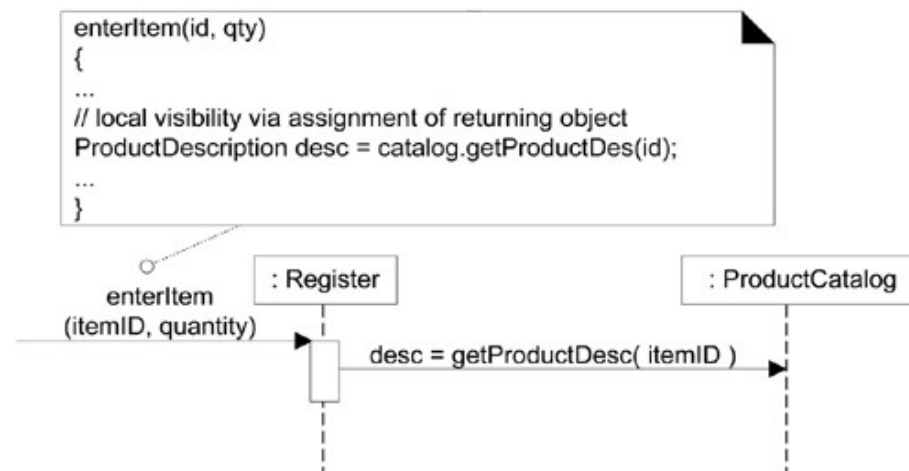 enterItem(id, qty)
{
...
// local visibility via assignment of returning object
ProductDescription desc = catalog.getProductDes(id);
...
}
: Register
: ProductCatalog
enterItem
(itemID, quantity)
desc = getProductDesc( itemID )